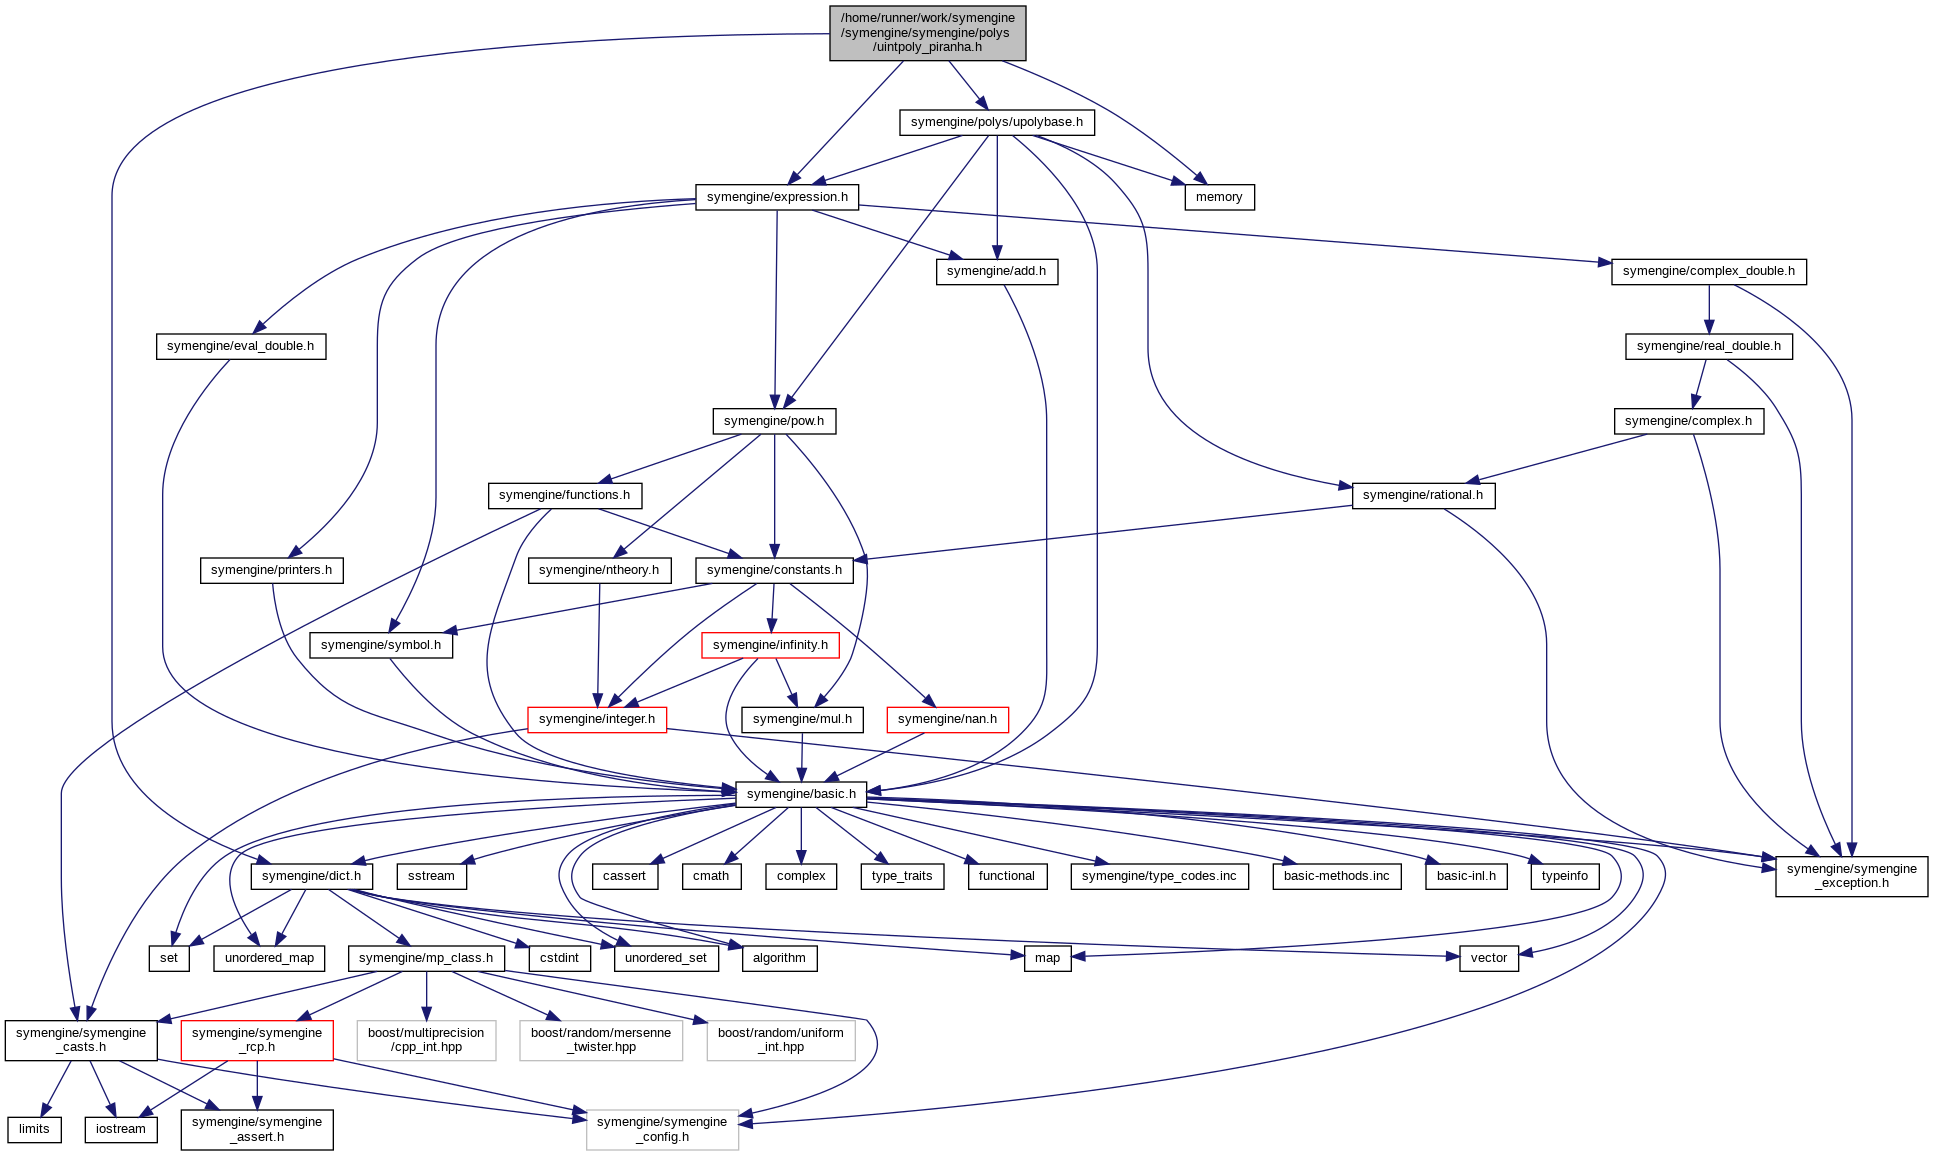 /home/runner/work/symengine
/symengine/symengine/polys
/uintpoly_piranha.h
symengine/polys/upolybase.h
symengine/expression.h
memory
symengine/add.h
symengine/complex_double.h
symengine/eval_double.h
symengine/real_double.h
symengine/pow.h
symengine/complex.h
symengine/functions.h
symengine/rational.h
symengine/printers.h
symengine/ntheory.h
symengine/constants.h
symengine/symbol.h
symengine/infinity.h
symengine/integer.h
symengine/mul.h
symengine/nan.h
symengine/basic.h
symengine/dict.h
sstream
cassert
cmath
complex
type_traits
functional
symengine/type_codes.inc
basic-methods.inc
basic-inl.h
typeinfo
symengine/symengine
_exception.h
set
unordered_map
symengine/mp_class.h
cstdint
unordered_set
algorithm
map
vector
symengine/symengine
_casts.h
symengine/symengine
_rcp.h
boost/multiprecision
/cpp_int.hpp
boost/random/mersenne
_twister.hpp
boost/random/uniform
_int.hpp
limits
iostream
symengine/symengine
_assert.h
symengine/symengine
_config.h